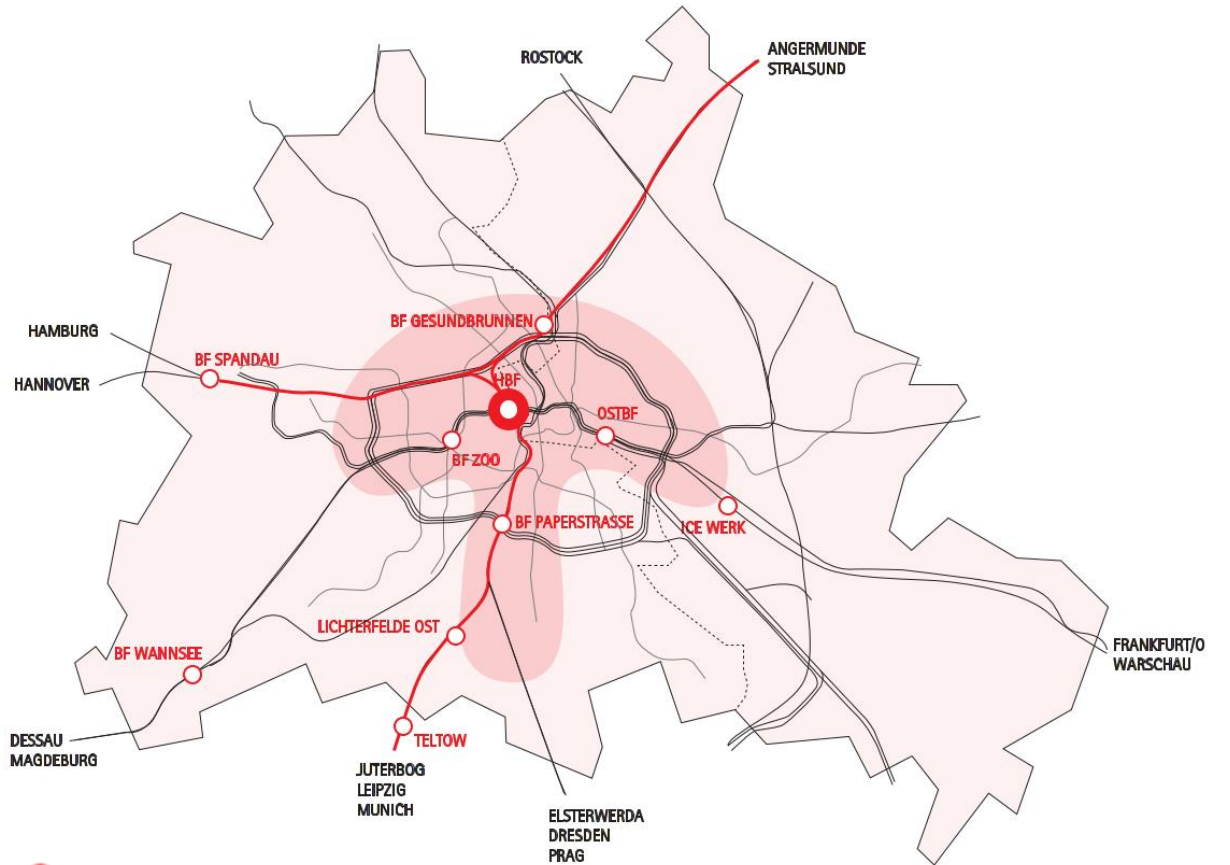 ROSTOCK
ANGERMUNDE
STRALSUND
BF GESUNDBRUNNEN
HAMBURG
BF SPANDAU
HANNOVER
HBF
OSTBF
BF ZOO
BF PAPERSTRASSE
ICE WERK
LICHTERFELDE OST
BF WANNSEE
FRANKFURT/O
WARSCHAU
DESSAU
MAGDEBURG
TELTOW
JUTERBOG
LEIPZIG
MUNICH
ELSTERWERDA
DRESDEN
PRAG